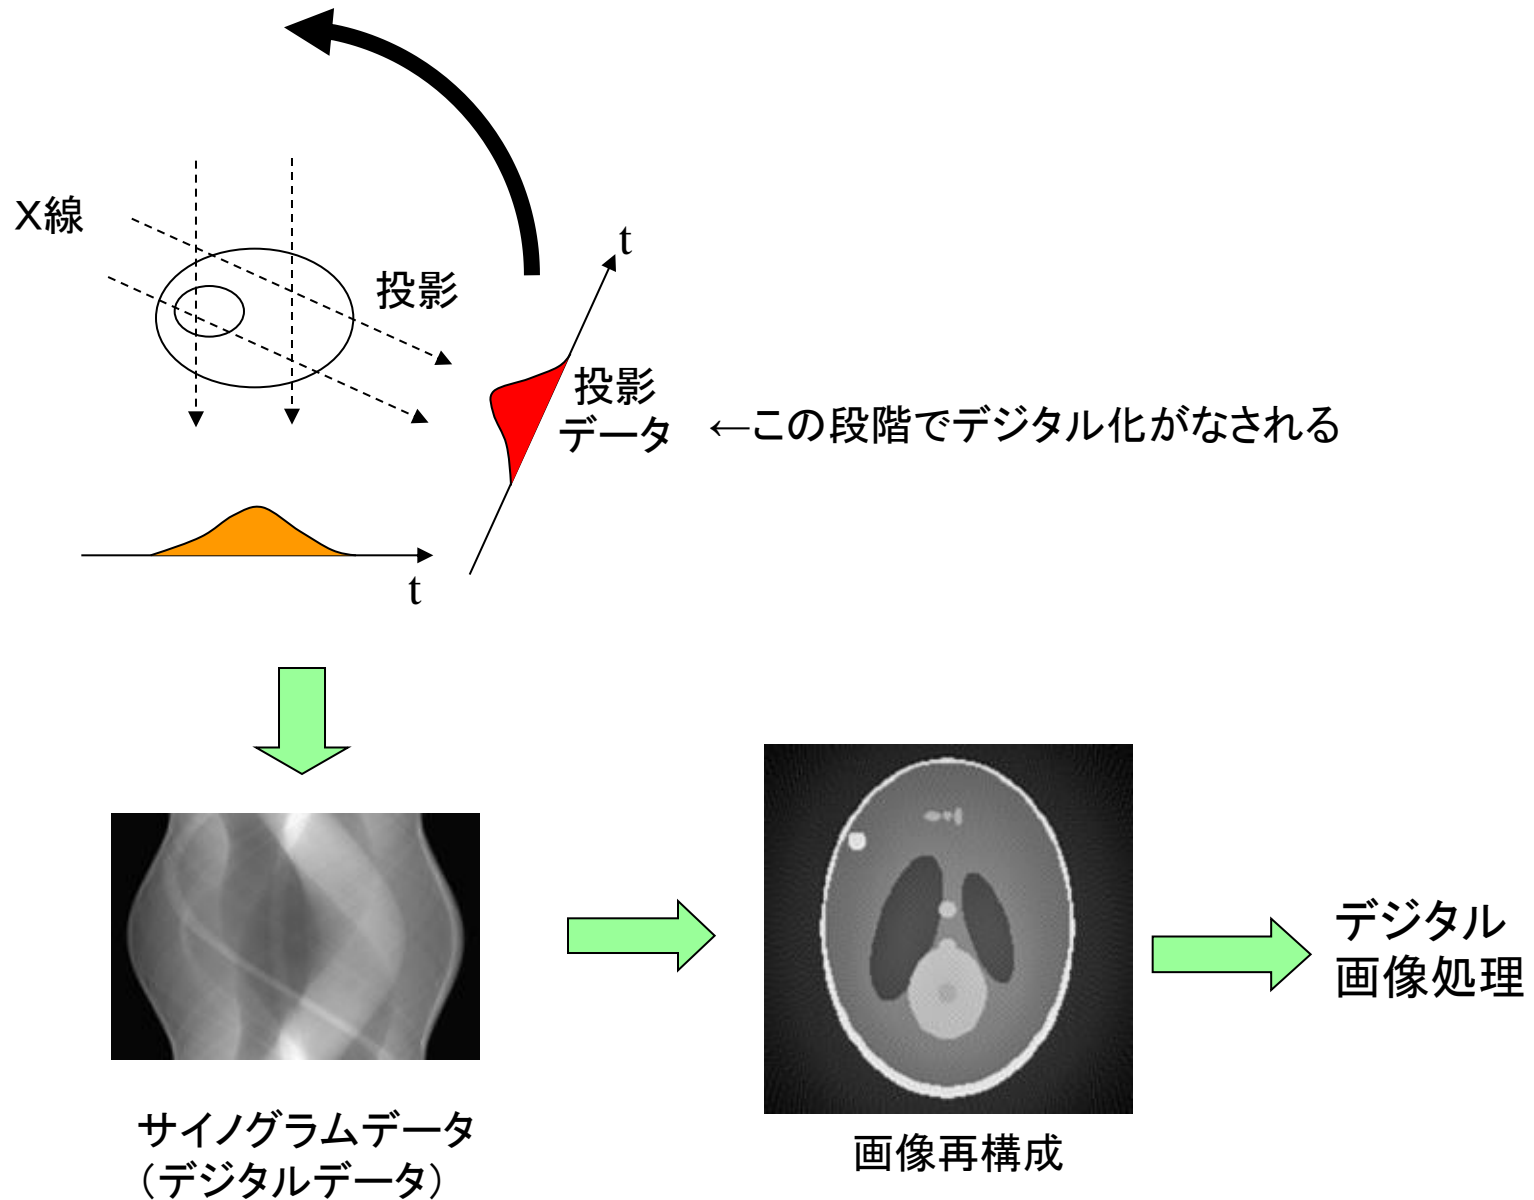 X線
投影
t
投影
データ
←この段階でデジタル化がなされる
t
サイノグラムデータ
（デジタルデータ）
画像再構成
デジタル
画像処理